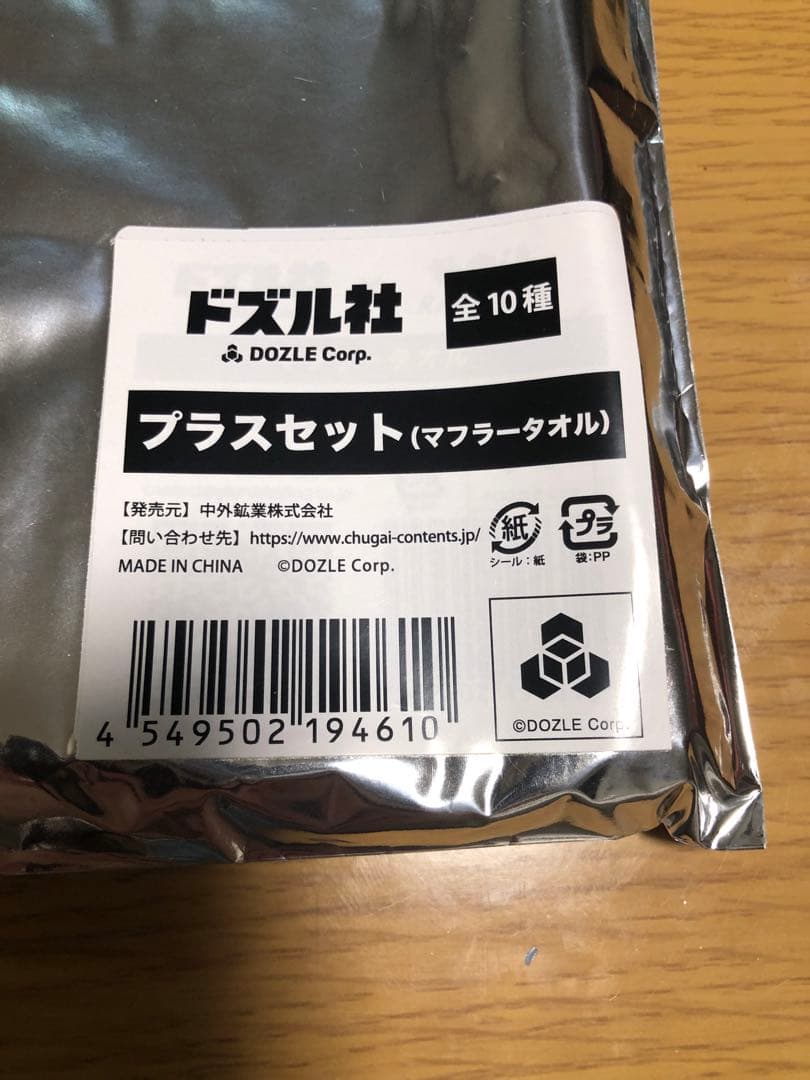 ドズル社
DOZLE Corp.
全10種
プラスセット(マフラータオル)
【発売元】中外鉱業株式会社
【問い合わせ先】https://www.chugai-contents.jp/
MADE IN CHINA ©DOZLE Corp.
紙
シール：紙
プラ
袋:PP
4 549502 194610
©DOZLE Corp.